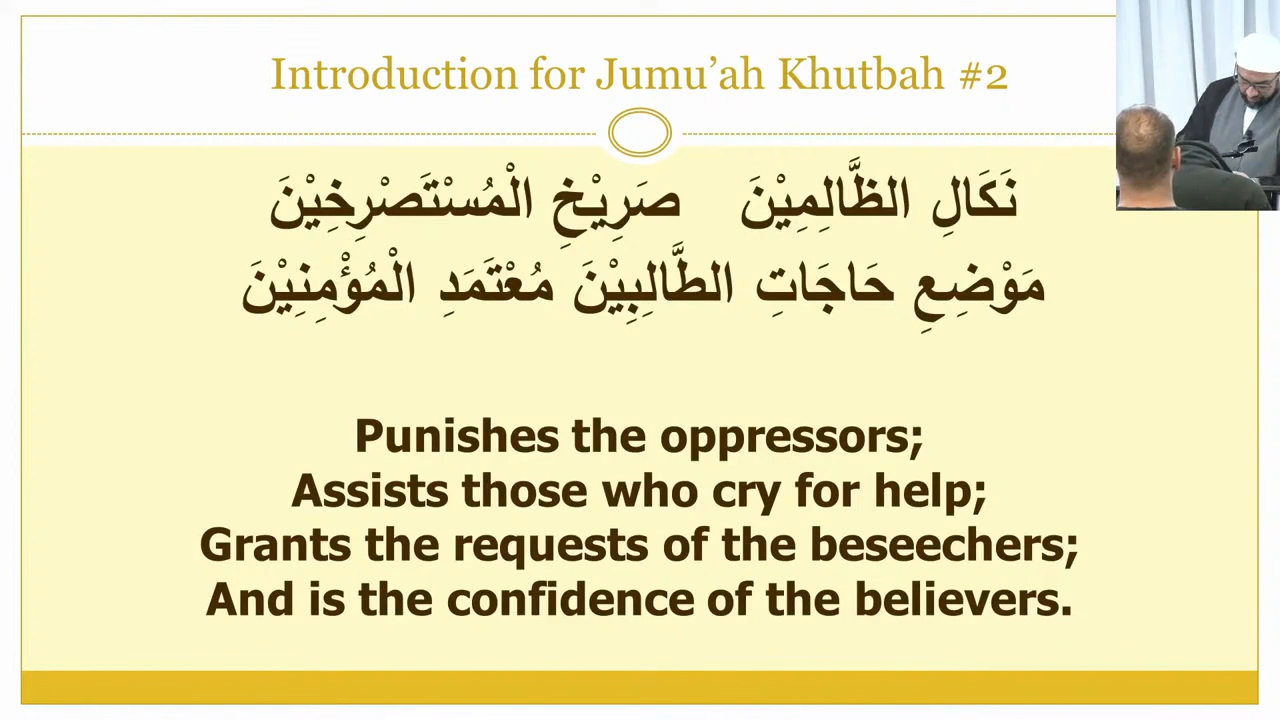 Introduction for Jumu’ah Khutbah #2
نَكَالِ الظَّالِمِيْنَ صَرِيْخِ الْمُسْتَصْرِخِيْنَ
مَوْضِعِ حَاجَاتِ الطَّالِبِيْنَ مُعْتَمَدِ الْمُؤْمِنِيْنَ
Punishes the oppressors;
Assists those who cry for help;
Grants the requests of the beseechers;
And is the confidence of the believers.